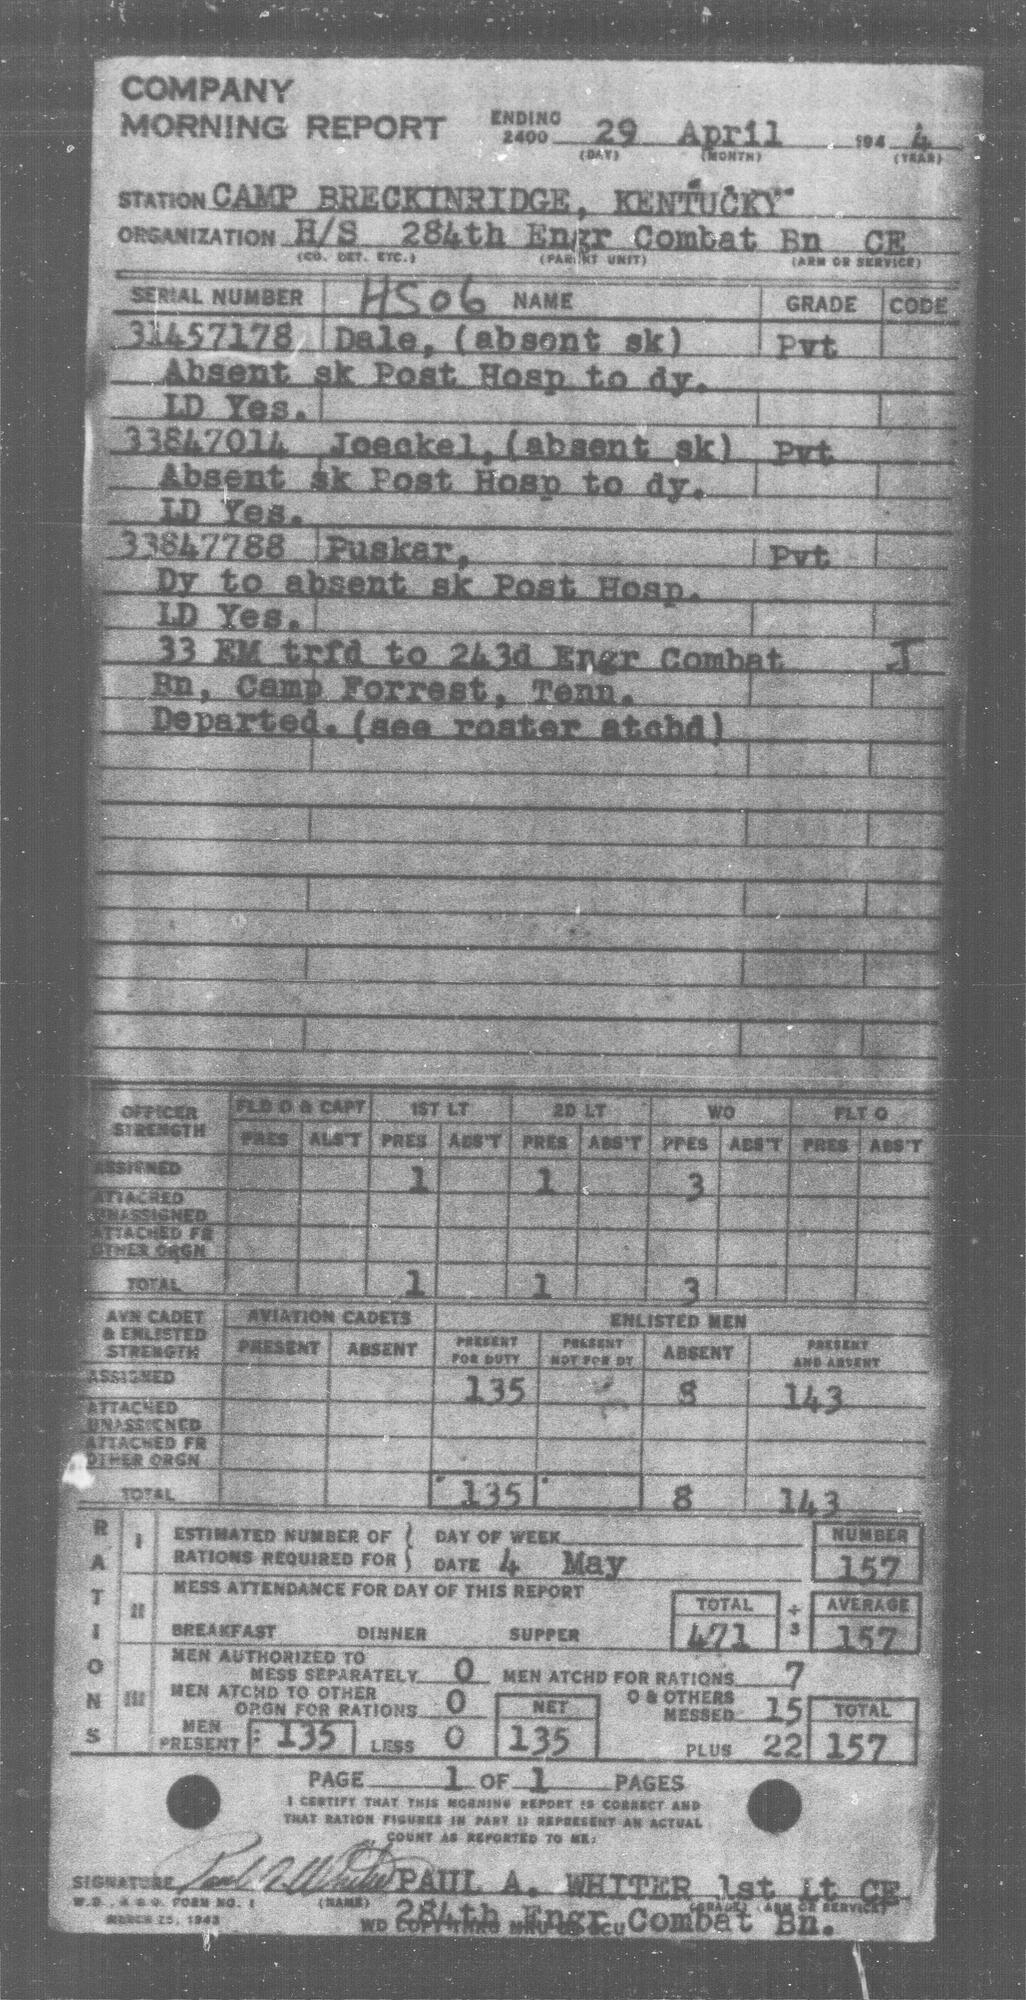 COMPANY
MORNING REPORT ENDING 2400 29 April 194 4
(DAY) (MONTH) (YEAR)
STATION CAMP BRECKINRIDGE, KENTUCKY
ORGANIZATION H/S 284th Engr Combat Bn CE
(CO. DET. ETC.) (PARENT UNIT) (ARM OR SERVICE)
SERIAL NUMBER HS06 NAME GRADE CODE
31457178 Dale, (absent sk) Pvt
Absent sk Post Hosp to dy.
LD Yes.
33847014 Joeckel, (absent sk) Pvt
Absent sk Post Hosp to dy.
LD Yes.
33847788 Puskar, Pvt
Dy to absent sk Post Hosp.
LD Yes.
33 EM trfd to 243d Engr Combat J
Bn, Camp Forrest, Tenn.
Departed. (see roster atchd)
OFFICER STRENGTH FLD O & CAPT 1ST LT 2D LT WO FLT O
PRES ABS'T PRES ABS'T PRES ABS'T PRES ABS'T PRES ABS'T
ASSIGNED 1 1 3
ATTACHED UNASSIGNED
ATTACHED FR OTHER ORGN
TOTAL 1 1 3
AVN CADET & ENLISTED STRENGTH AVIATION CADETS ENLISTED MEN
PRESENT ABSENT PRESENT FOR DUTY PRESENT NOT FOR DY ABSENT PRESENT AND ABSENT
ASSIGNED 135 8 143
ATTACHED UNASSIGNED
ATTACHED FR OTHER ORGN
TOTAL 135 8 143
RATIONS
I ESTIMATED NUMBER OF DAY OF WEEK NUMBER
RATIONS REQUIRED FOR DATE 4 May 157
II MESS ATTENDANCE FOR DAY OF THIS REPORT TOTAL ÷ 3 AVERAGE
BREAKFAST DINNER SUPPER 471 157
III MEN AUTHORIZED TO
MESS SEPARATELY 0 MEN ATCHD FOR RATIONS 7
MEN ATCHD TO OTHER
ORGN FOR RATIONS 0 NET O & OTHERS MESSED 15 TOTAL
MEN PRESENT 135 LESS 0 135 PLUS 22 157
PAGE 1 OF 1 PAGES
I CERTIFY THAT THIS MORNING REPORT IS CORRECT AND
THAT RATION FIGURES IN PART II REPRESENT AN ACTUAL
COUNT AS REPORTED TO ME:
SIGNATURE Paul A. Whiter PAUL A. WHITER 1st Lt CE
W.D., A.G.O. FORM NO. 1 (NAME) (GRADE) (ARM OR SERVICE)
MARCH 25, 1943 284th Engr Combat Bn.
WD COPY THRU MRU OR SCU